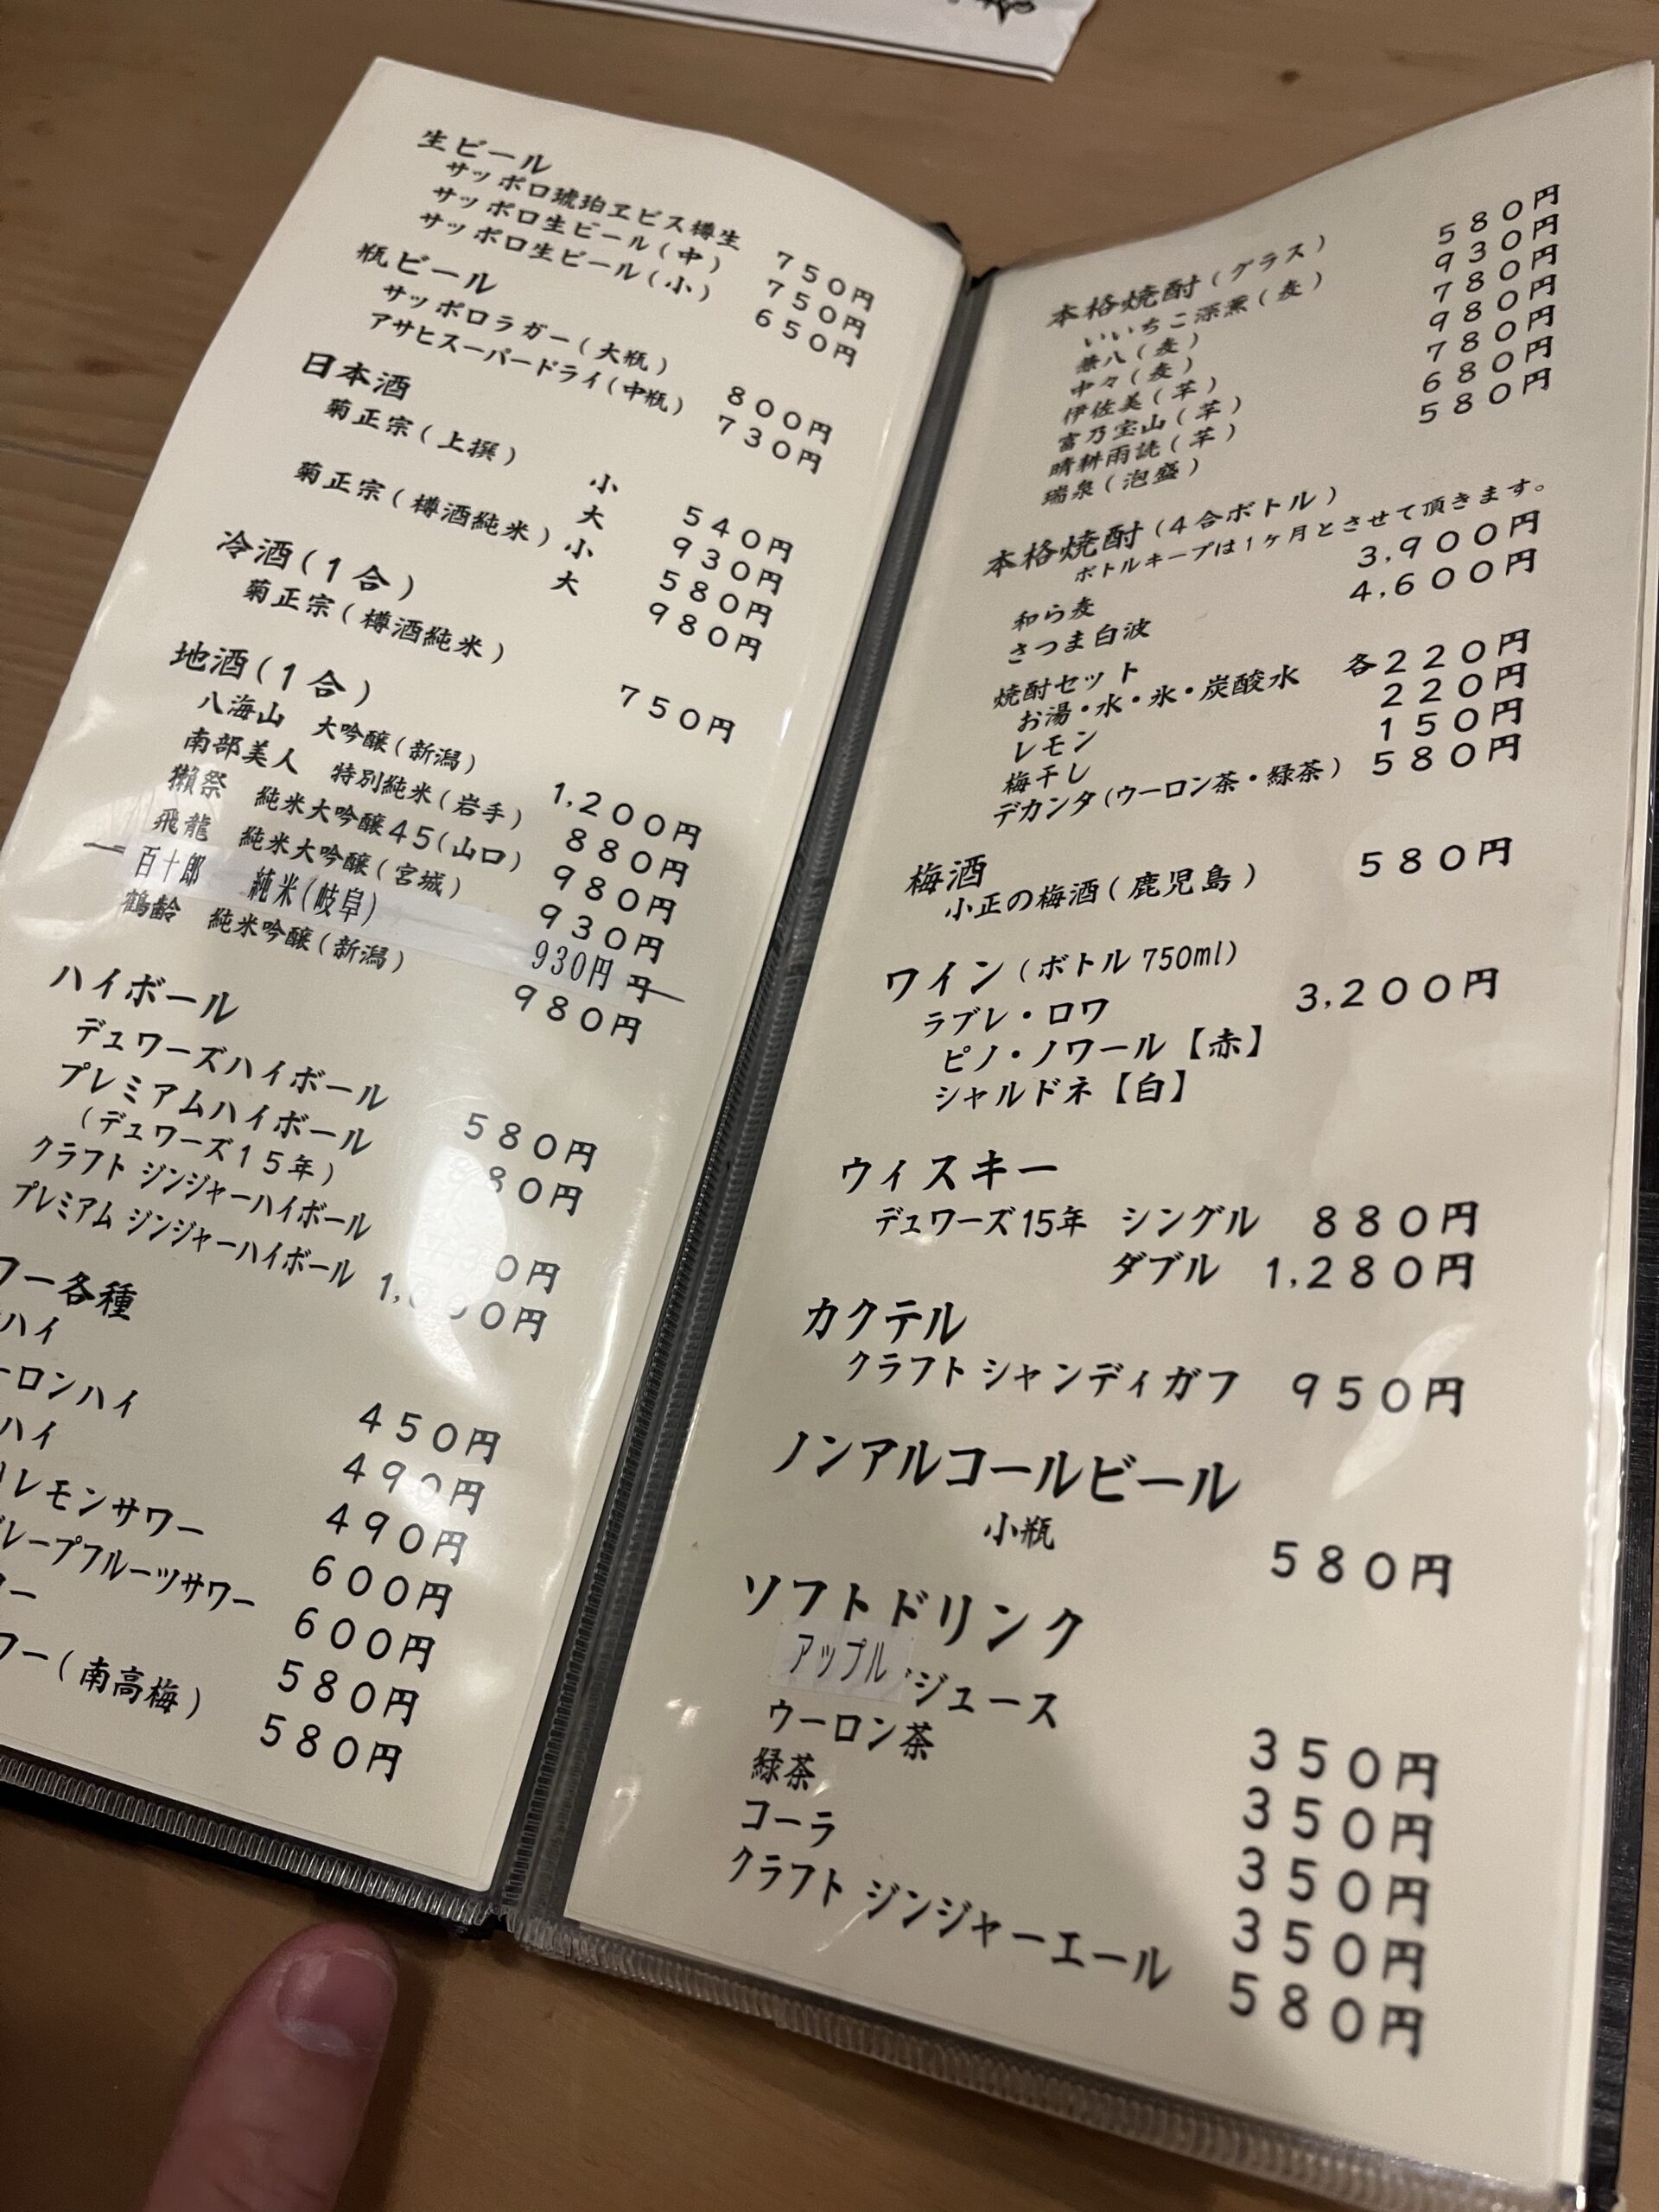 生ビール
サッポロ琥珀ヱビス樽生 750円
サッポロ生ビール(中) 750円
サッポロ生ビール(小) 650円
瓶ビール
サッポロラガー(大瓶) 800円
アサヒスーパードライ(中瓶) 730円
日本酒
菊正宗(上撰) 小 540円
大 930円
菊正宗(樽酒純米) 小 580円
大 980円
冷酒(1合)
菊正宗(樽酒純米) 750円
地酒(1合)
八海山 大吟醸(新潟) 1,200円
南部美人 特別純米(岩手) 880円
獺祭 純米大吟醸45(山口) 980円
飛龍 純米大吟醸(宮城) 930円
百十郎 純米(岐阜) 930円 円
鶴齢 純米吟醸(新潟) 980円
ハイボール
デュワーズハイボール 580円
プレミアムハイボール 880円
(デュワーズ15年)
クラフト ジンジャーハイボール
プレミアム ジンジャーハイボール
ワー各種
ハイ 450円
ーロンハイ 490円
ハイ 490円
レモンサワー 600円
グレープフルーツサワー 600円
ー 580円
ワー(南高梅) 580円
本格焼酎(グラス)
いいちこ深薫(麦) 580円
兼八(麦) 930円
中々(麦) 780円
伊佐美(芋) 980円
富乃宝山(芋) 780円
晴耕雨読(芋) 680円
瑞泉(泡盛) 580円
本格焼酎(4合ボトル)
ボトルキープは1ヶ月とさせて頂きます。
和ら麦 3,900円
さつま白波 4,600円
焼酎セット
お湯・水・氷・炭酸水 各220円
レモン 220円
梅干し 150円
デカンタ(ウーロン茶・緑茶) 580円
梅酒
小正の梅酒(鹿児島) 580円
ワイン(ボトル 750ml)
ラブレ・ロワ 3,200円
ピノ・ノワール【赤】
シャルドネ【白】
ウィスキー
デュワーズ15年 シングル 880円
ダブル 1,280円
カクテル
クラフト シャンディガフ 950円
ノンアルコールビール
小瓶 580円
ソフトドリンク
アップルジュース 350円
ウーロン茶 350円
緑茶 350円
コーラ 350円
クラフト ジンジャーエール 580円